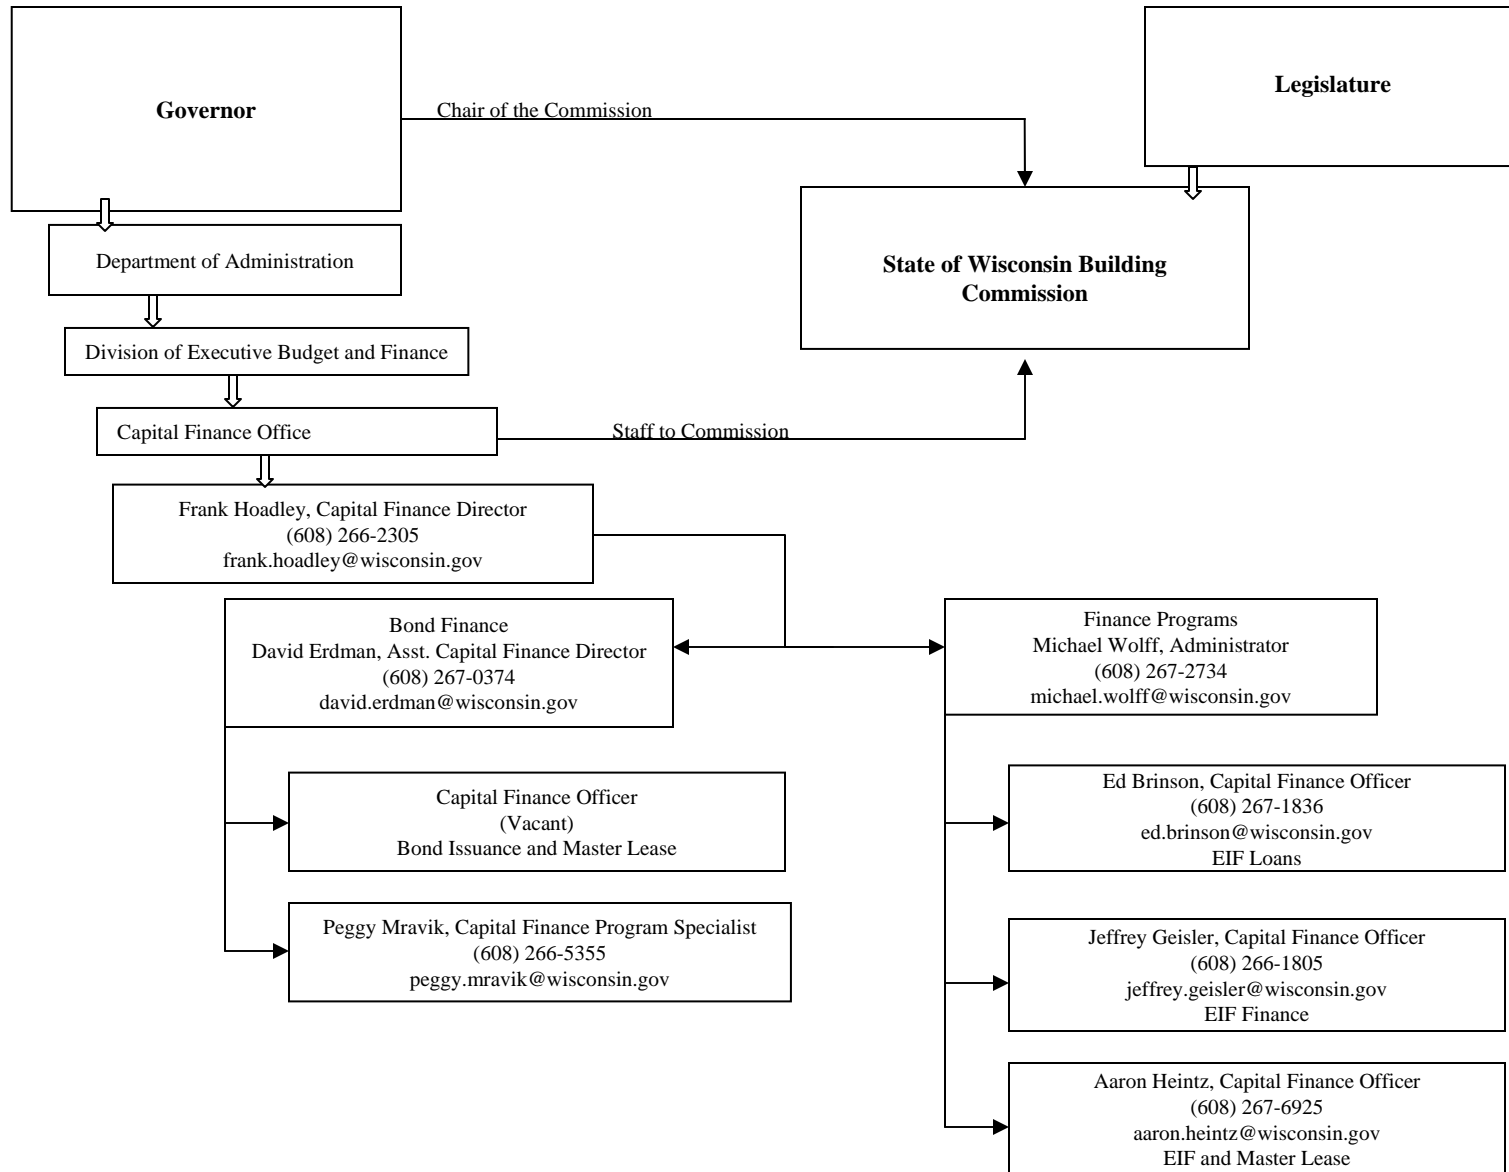 Governor
Chair of the Commission
Legislature
Department of Administration
State of Wisconsin Building
Commission
Division of Executive Budget and Finance
Capital Finance Office
Staff to Commission
Frank Hoadley, Capital Finance Director
(608) 266-2305
frank.hoadley@wisconsin.gov
Bond Finance
David Erdman, Asst. Capital Finance Director
(608) 267-0374
david.erdman@wisconsin.gov
Capital Finance Officer
(Vacant)
Bond Issuance and Master Lease
Peggy Mravik, Capital Finance Program Specialist
(608) 266-5355
peggy.mravik@wisconsin.gov
Finance Programs
Michael Wolff, Administrator
(608) 267-2734
michael.wolff@wisconsin.gov
Ed Brinson, Capital Finance Officer
(608) 267-1836
ed.brinson@wisconsin.gov
EIF Loans
Jeffrey Geisler, Capital Finance Officer
(608) 266-1805
jeffrey.geisler@wisconsin.gov
EIF Finance
Aaron Heintz, Capital Finance Officer
(608) 267-6925
aaron.heintz@wisconsin.gov
EIF and Master Lease